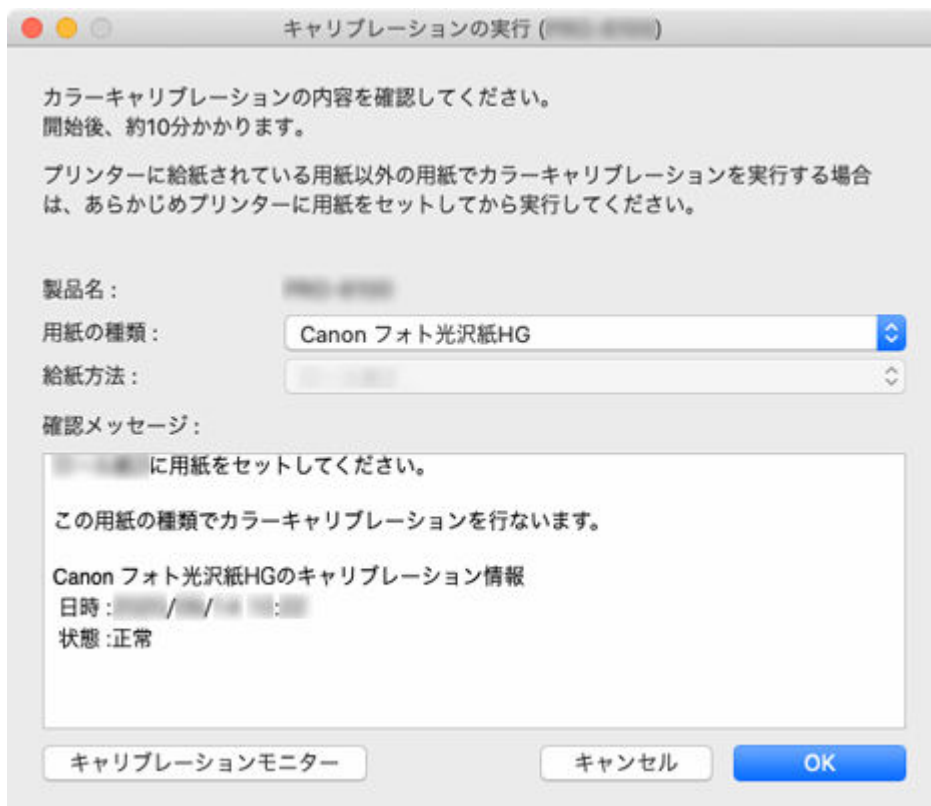 キャリブレーションの実行 ( )
カラーキャリブレーションの内容を確認してください。
開始後、約10分かかります。
プリンターに給紙されている用紙以外の用紙でカラーキャリブレーションを実行する場合
は、あらかじめプリンターに用紙をセットしてから実行してください。
製品名 :
用紙の種類 : Canon フォト光沢紙HG
給紙方法 :
確認メッセージ :
に用紙をセットしてください。
この用紙の種類でカラーキャリブレーションを行ないます。
Canon フォト光沢紙HGのキャリブレーション情報
日時 : / / :
状態 :正常
キャリブレーションモニター キャンセル OK